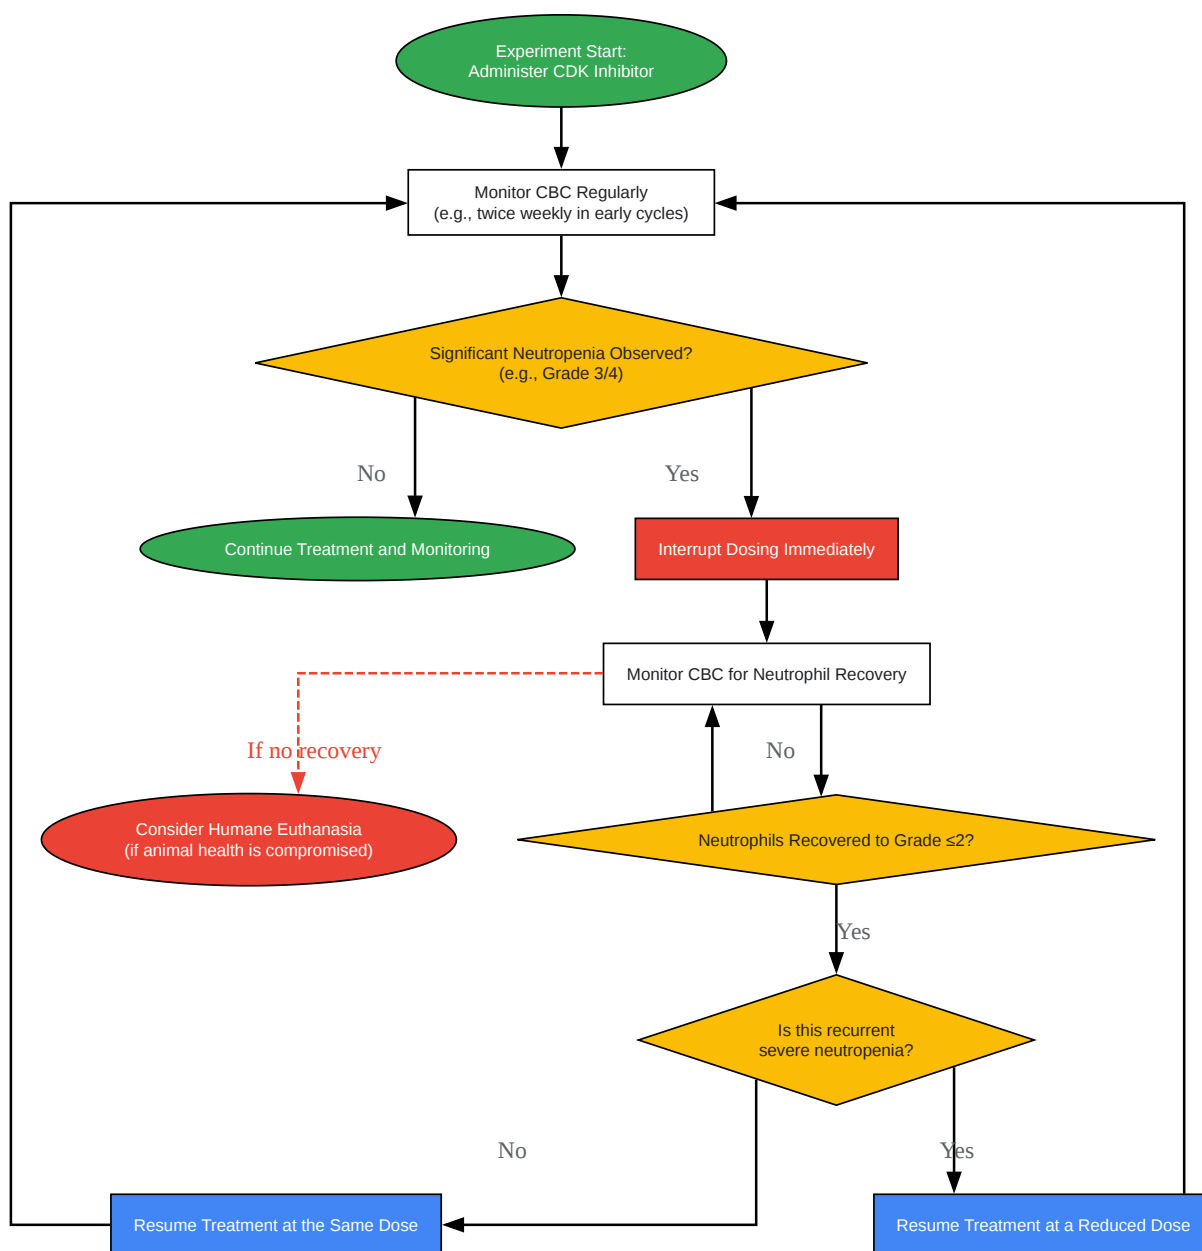 Experiment Start:
Administer CDK Inhibitor
Monitor CBC Regularly
(e.g., twice weekly in early cycles)
Significant Neutropenia Observed?
(e.g., Grade 3/4)
No
Yes
Continue Treatment and Monitoring
Interrupt Dosing Immediately
Monitor CBC for Neutrophil Recovery
If no recovery
No
Consider Humane Euthanasia
(if animal health is compromised)
Neutrophils Recovered to Grade ≤2?
Yes
Is this recurrent
severe neutropenia?
No
Yes
Resume Treatment at the Same Dose
Resume Treatment at a Reduced Dose